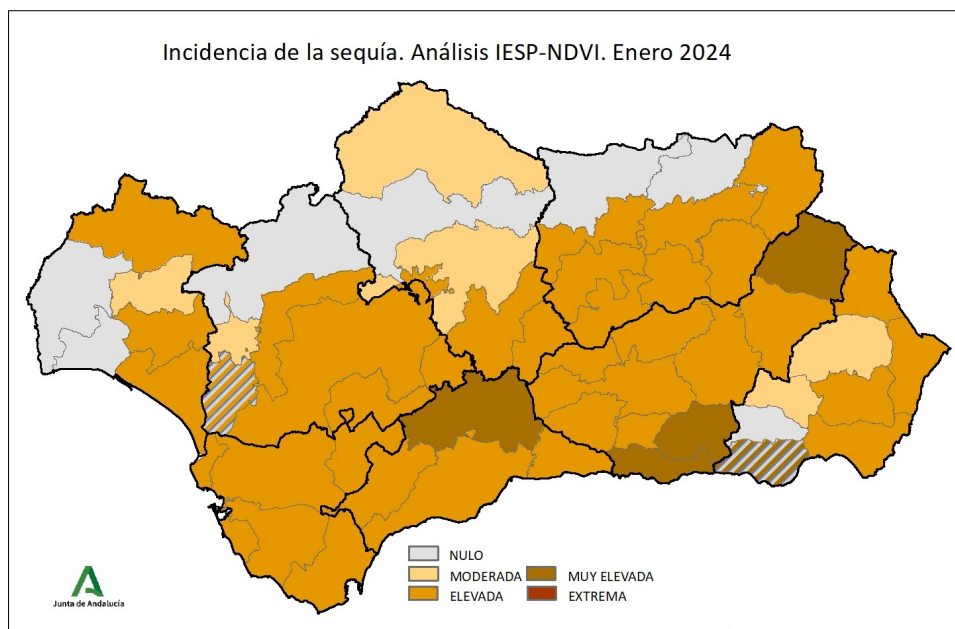 Incidencia de la sequía. Análisis IESP-NDVI. Enero 2024
NULO
MODERADA
ELEVADA
MUY ELEVADA
EXTREMA
Junta de Andalucía